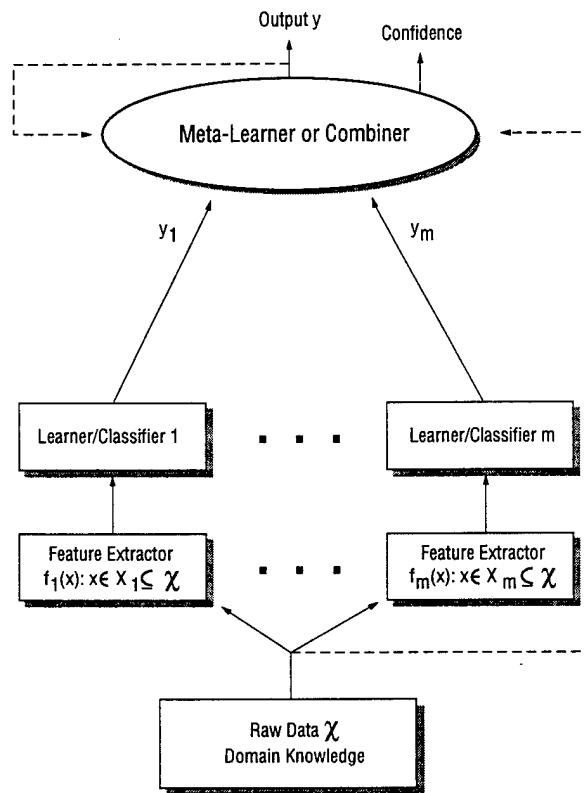 Output y
Confidence
Meta-Learner or Combiner
y₁
yₘ
Learner/Classifier 1
. . .
Learner/Classifier m
Feature Extractor
f₁(x): x∈ X₁⊆ χ
. . .
Feature Extractor
fₘ(x): x∈ Xₘ⊆ χ
Raw Data χ
Domain Knowledge